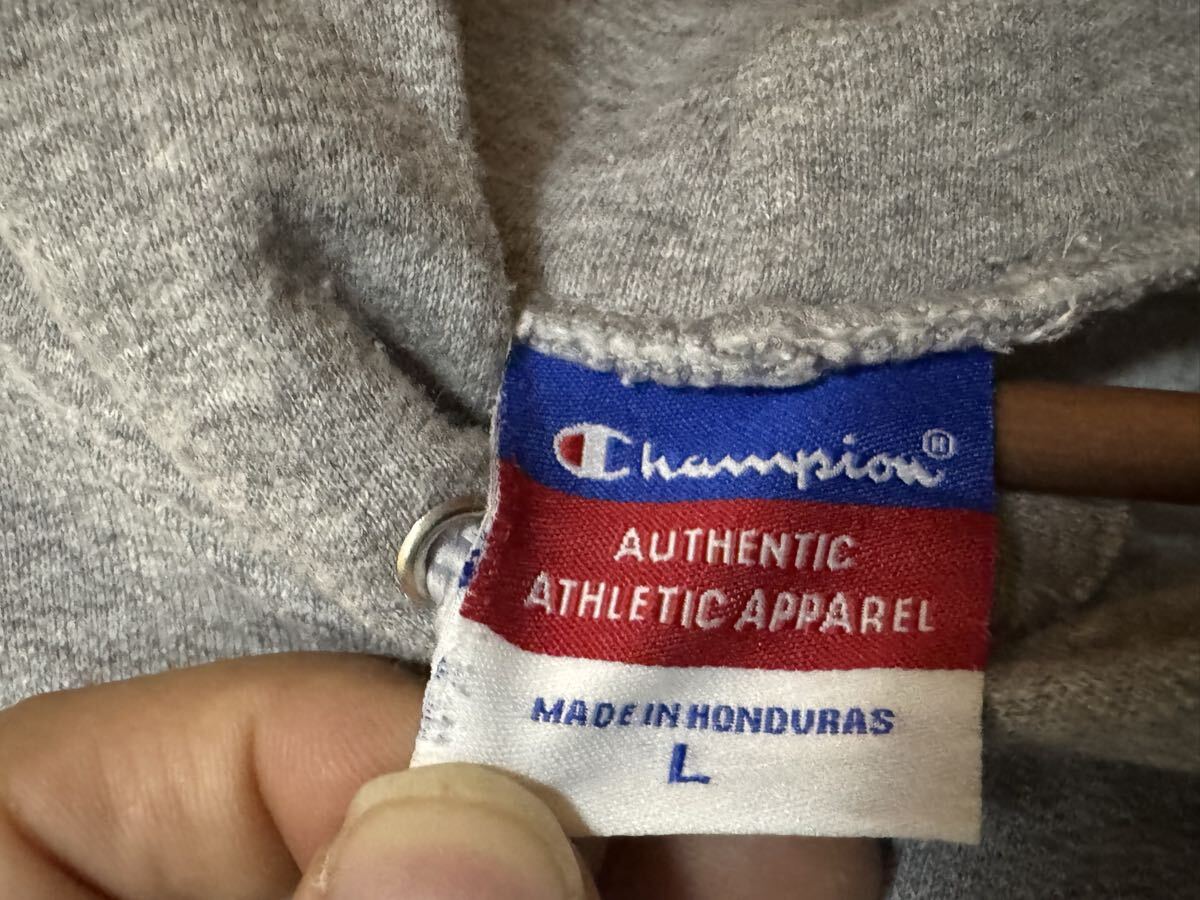 Champion®
AUTHENTIC
ATHLETIC APPAREL
MADE IN HONDURAS
L